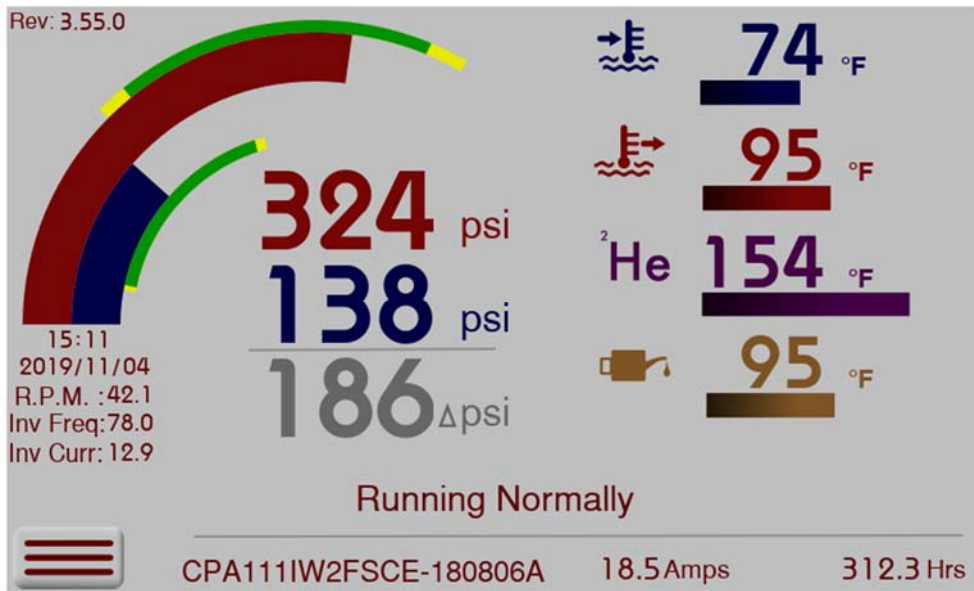 Rev: 3.55.0
74 °F
95 °F
324 psi
138 psi
186 Δpsi
²He 154 °F
95 °F
15:11
2019/11/04
R.P.M. :42.1
Inv Freq:78.0
Inv Curr: 12.9
Running Normally
CPA111IW2FSCE-180806A 18.5 Amps 312.3 Hrs